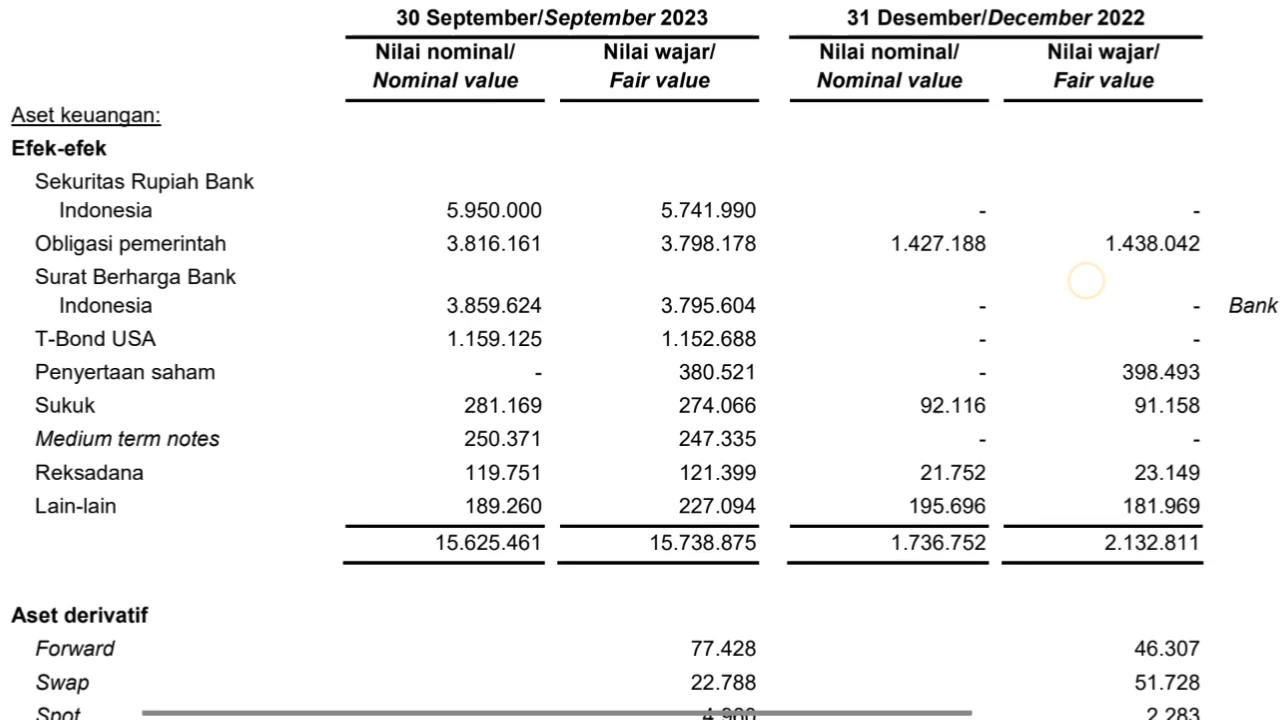 30 September/September 2023 31 Desember/December 2022
Nilai nominal/ Nilai wajar/ Nilai nominal/ Nilai wajar/
Nominal value Fair value Nominal value Fair value
Aset keuangan:
Efek-efek
Sekuritas Rupiah Bank
Indonesia 5.950.000 5.741.990 - -
Obligasi pemerintah 3.816.161 3.798.178 1.427.188 1.438.042
Surat Berharga Bank
Indonesia 3.859.624 3.795.604 - - Bank
T-Bond USA 1.159.125 1.152.688 - -
Penyertaan saham - 380.521 - 398.493
Sukuk 281.169 274.066 92.116 91.158
Medium term notes 250.371 247.335 - -
Reksadana 119.751 121.399 21.752 23.149
Lain-lain 189.260 227.094 195.696 181.969
15.625.461 15.738.875 1.736.752 2.132.811
Aset derivatif
Forward 77.428 46.307
Swap 22.788 51.728
Spot 2.283